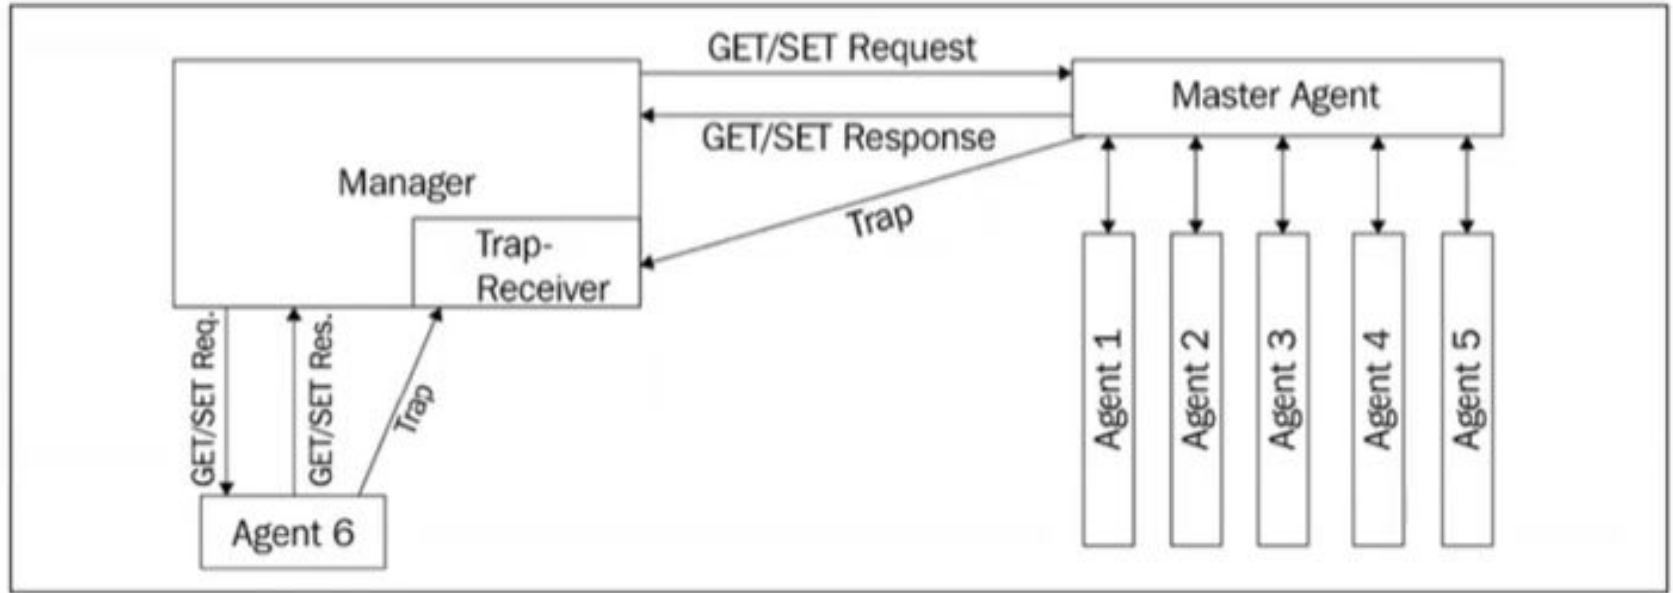 GET/SET Request
Master Agent
GET/SET Response
Manager
Trap
Trap-
Receiver
GET/SET Req.
GET/SET Res.
Trap
Agent 1
Agent 2
Agent 3
Agent 4
Agent 5
Agent 6